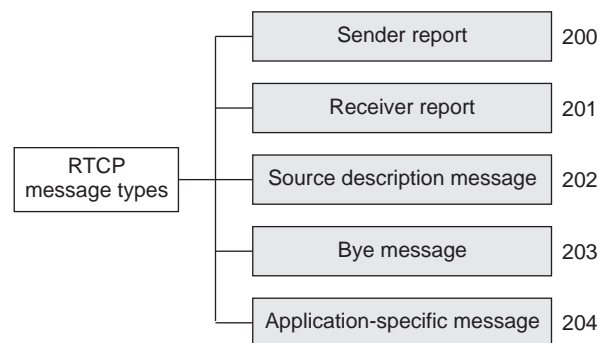 Sender report 200
Receiver report 201
RTCP
message types
Source description message 202
Bye message 203
Application-specific message 204